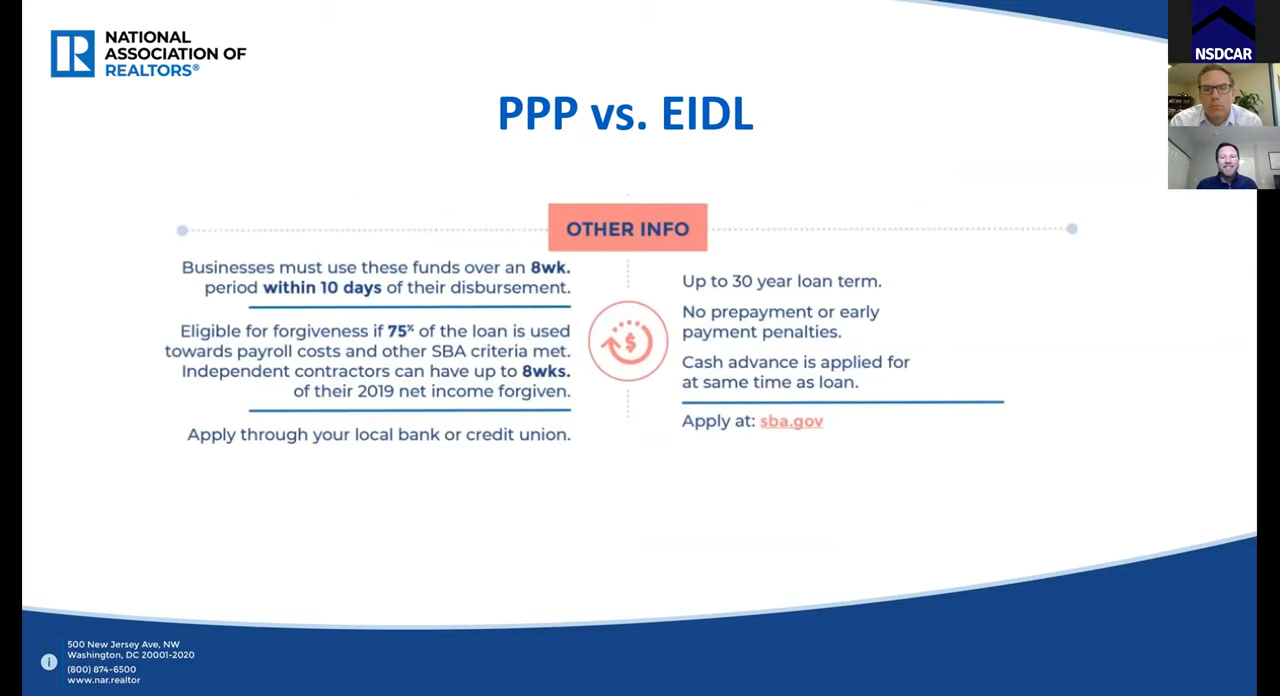 NATIONAL
ASSOCIATION OF
REALTORS®
NSDCAR
PPP vs. EIDL
OTHER INFO
Businesses must use these funds over an 8wk.
period within 10 days of their disbursement.
Eligible for forgiveness if 75% of the loan is used
towards payroll costs and other SBA criteria met.
Independent contractors can have up to 8wks.
of their 2019 net income forgiven.
Apply through your local bank or credit union.
$
Up to 30 year loan term.
No prepayment or early
payment penalties.
Cash advance is applied for
at same time as loan.
Apply at: sba.gov
500 New Jersey Ave, NW
Washington, DC 20001-2020
(800) 874-6500
www.nar.realtor